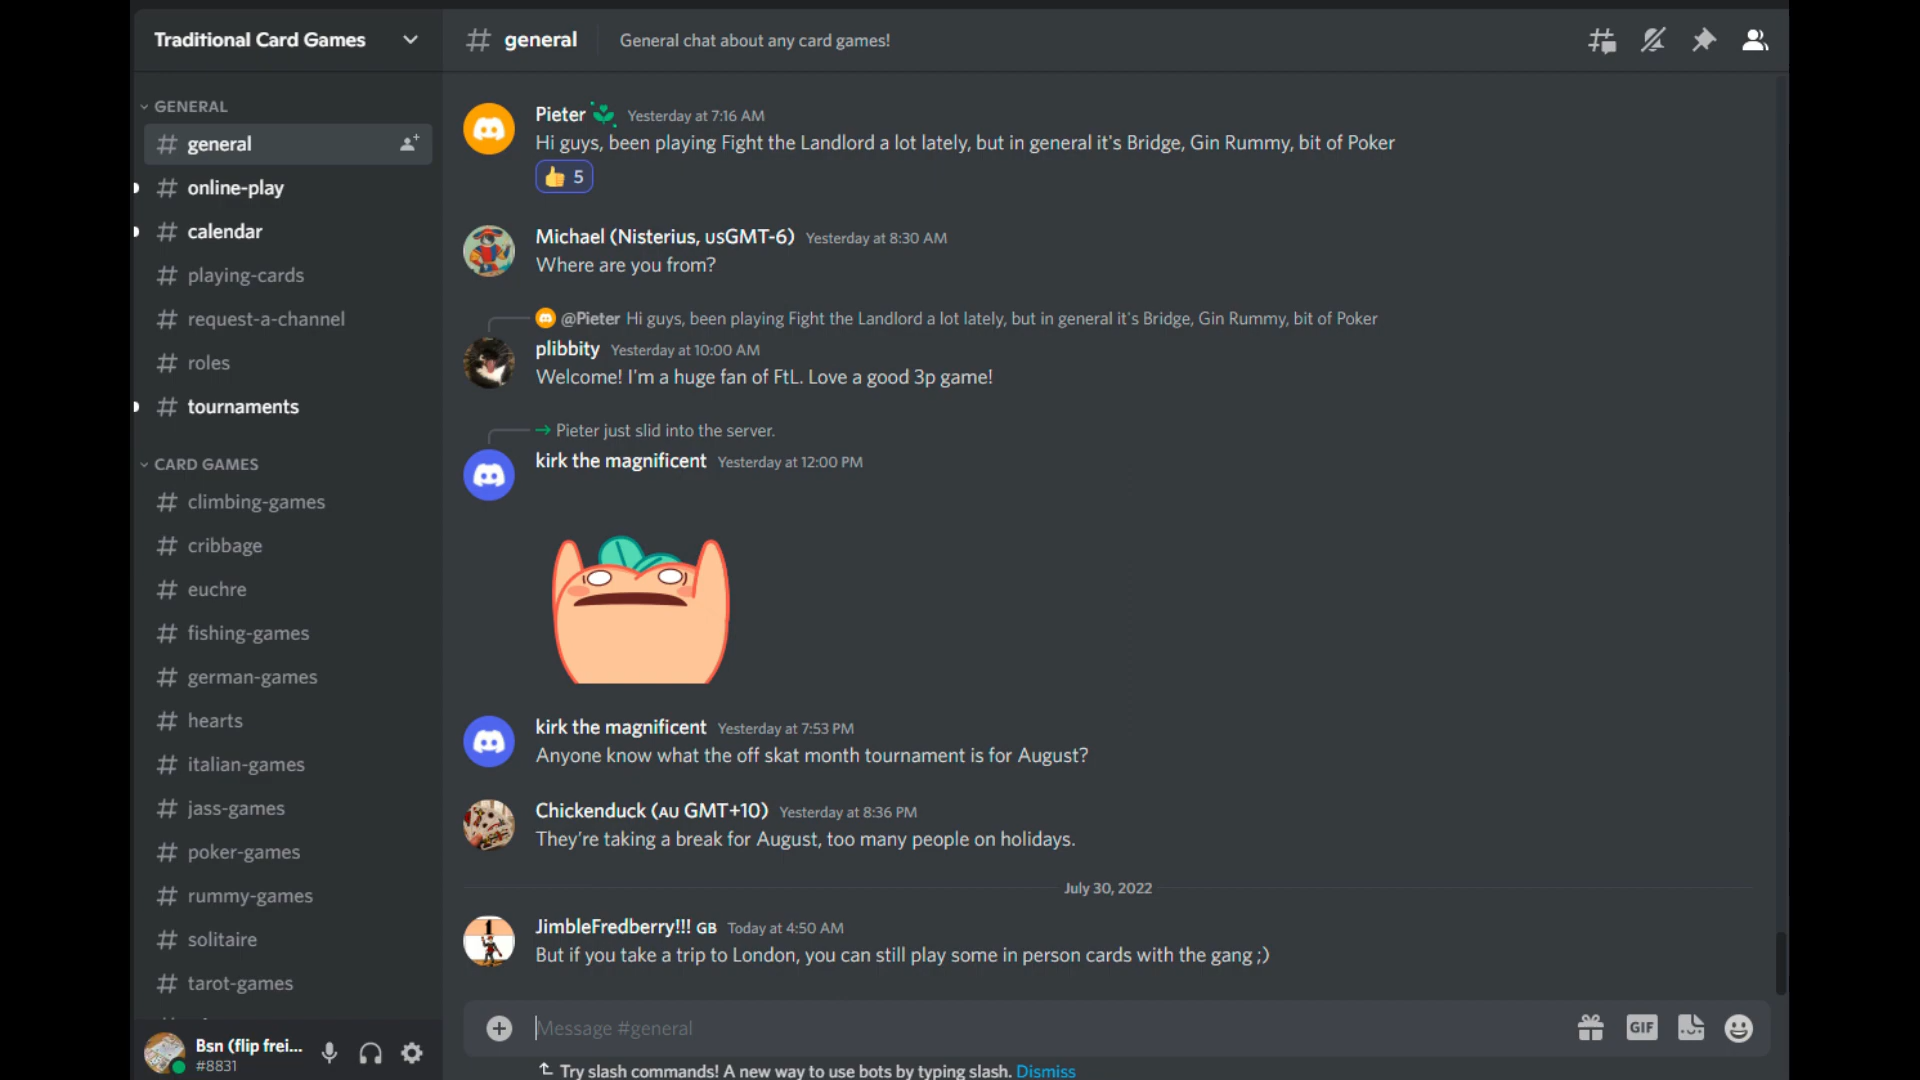 Traditional Card Games
general
General chat about any card games!
GENERAL
general
online-play
calendar
playing-cards
request-a-channel
roles
tournaments
CARD GAMES
climbing-games
cribbage
euchre
fishing-games
german-games
hearts
italian-games
jass-games
poker-games
rummy-games
solitaire
tarot-games
Bsn (flip frei...
#8831
Pieter Yesterday at 7:16 AM
Hi guys, been playing Fight the Landlord a lot lately, but in general it's Bridge, Gin Rummy, bit of Poker
👍 5
Michael (Nisterius, USGMT-6) Yesterday at 8:30 AM
Where are you from?
@Pieter Hi guys, been playing Fight the Landlord a lot lately, but in general it's Bridge, Gin Rummy, bit of Poker
plibbity Yesterday at 10:00 AM
Welcome! I'm a huge fan of FtL. Love a good 3p game!
Pieter just slid into the server.
kirk the magnificent Yesterday at 12:00 PM
kirk the magnificent Yesterday at 7:53 PM
Anyone know what the off skat month tournament is for August?
Chickenduck (AU GMT+10) Yesterday at 8:36 PM
They're taking a break for August, too many people on holidays.
July 30, 2022
JimbleFredberry!!! GB Today at 4:50 AM
But if you take a trip to London, you can still play some in person cards with the gang ;)
Message #general
GIF
Try slash commands! A new way to use bots by typing slash. Dismiss